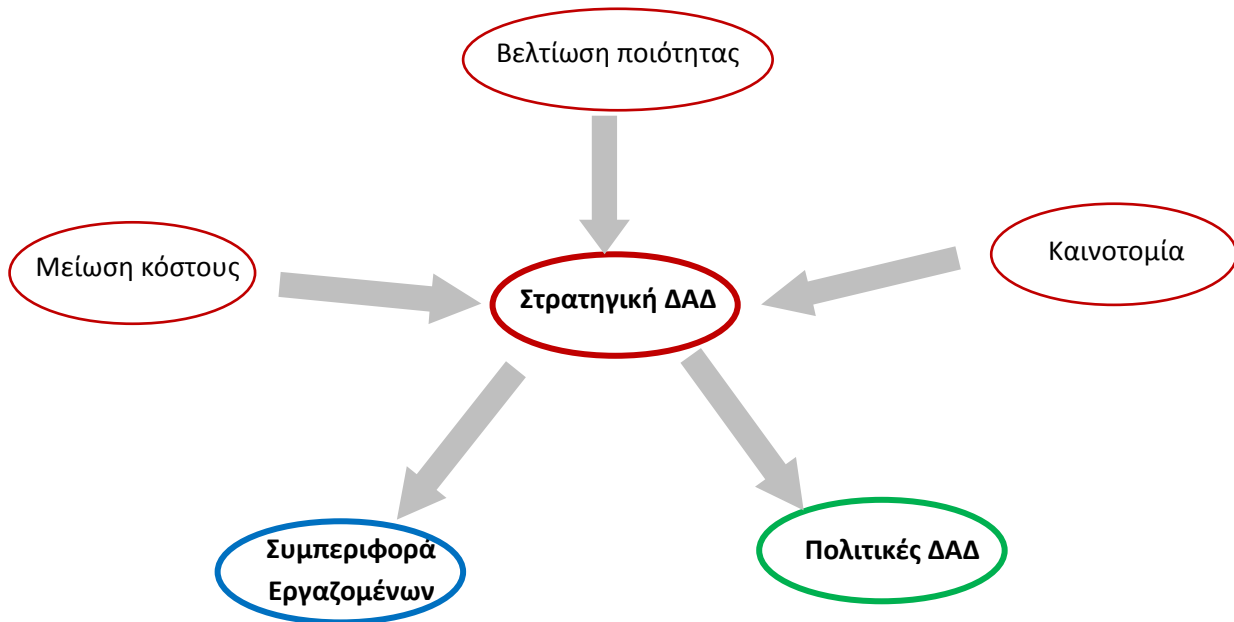 Βελτίωση ποιότητας
Μείωση κόστους
Καινοτομία
Στρατηγική ΔΑΔ
Συμπεριφορά
Εργαζομένων
Πολιτικές ΔΑΔ